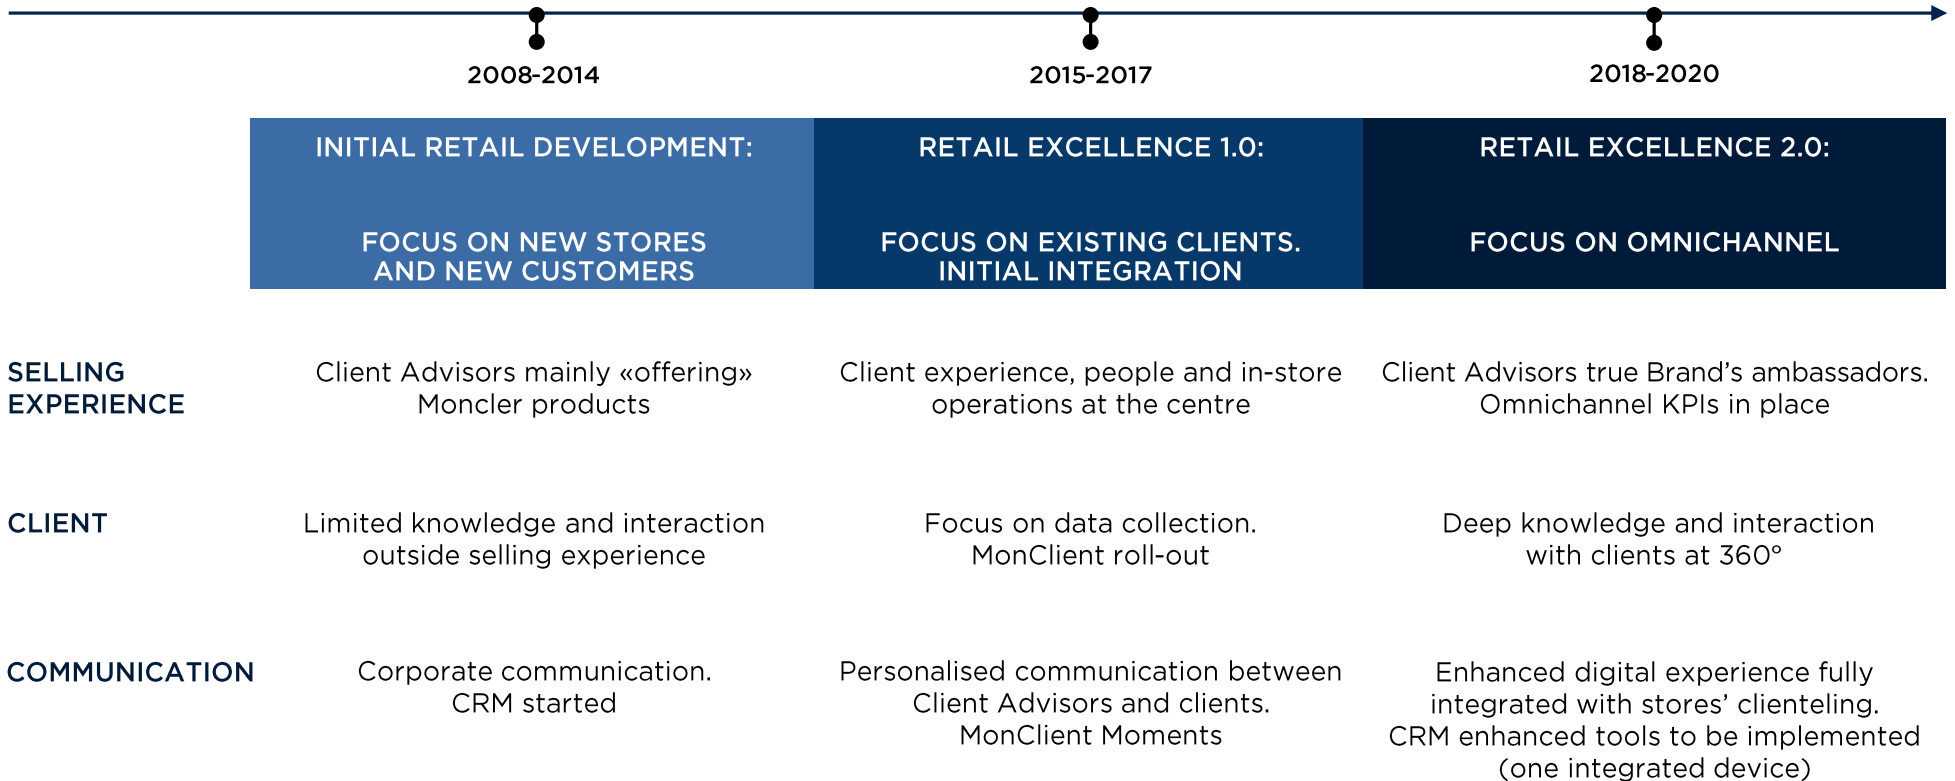 2008-2014
2015-2017
2018-2020
INITIAL RETAIL DEVELOPMENT:
FOCUS ON NEW STORES
AND NEW CUSTOMERS
RETAIL EXCELLENCE 1.0:
FOCUS ON EXISTING CLIENTS.
INITIAL INTEGRATION
RETAIL EXCELLENCE 2.0:
FOCUS ON OMNICHANNEL
SELLING
EXPERIENCE
Client Advisors mainly «offering»
Moncler products
Client experience, people and in-store
operations at the centre
Client Advisors true Brand’s ambassadors.
Omnichannel KPIs in place
CLIENT
Limited knowledge and interaction
outside selling experience
Focus on data collection.
MonClient roll-out
Deep knowledge and interaction
with clients at 360°
COMMUNICATION
Corporate communication.
CRM started
Personalised communication between
Client Advisors and clients.
MonClient Moments
Enhanced digital experience fully
integrated with stores’ clienteling.
CRM enhanced tools to be implemented
(one integrated device)